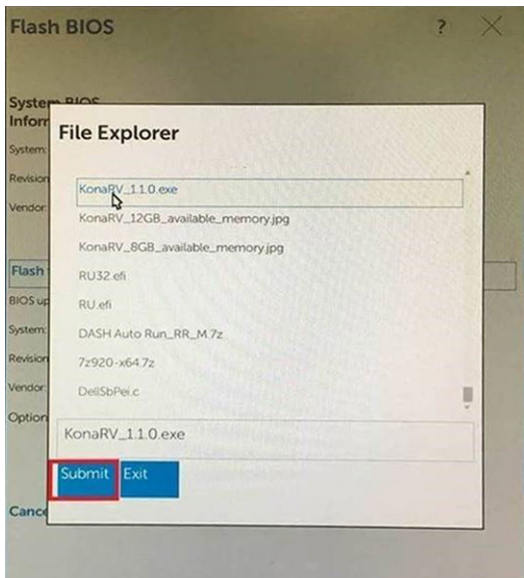 Flash BIOS
?
System BIOS
Inforr
System:
Revision
Vendor:
File Explorer
KonaRV_1.1.0.exe
KonaRV_12GB_available_memory.jpg
KonaRV_8GB_available_memory.jpg
RU32.efi
RU.efi
DASH Auto Run_RR_M.7z
7z920-x64.7z
DellSbPei.c
Flash
BIOS up
System:
Revision
Vendor:
Option
KonaRV_1.1.0.exe
Submit Exit
Cance